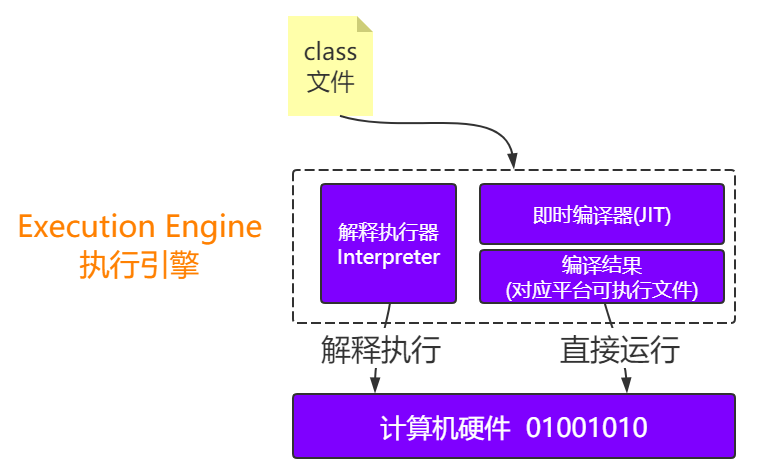 class
文件
Execution Engine
执行引擎
解释执行器
Interpreter
即时编译器(JIT)
编译结果
(对应平台可执行文件)
解释执行
直接运行
计算机硬件 01001010